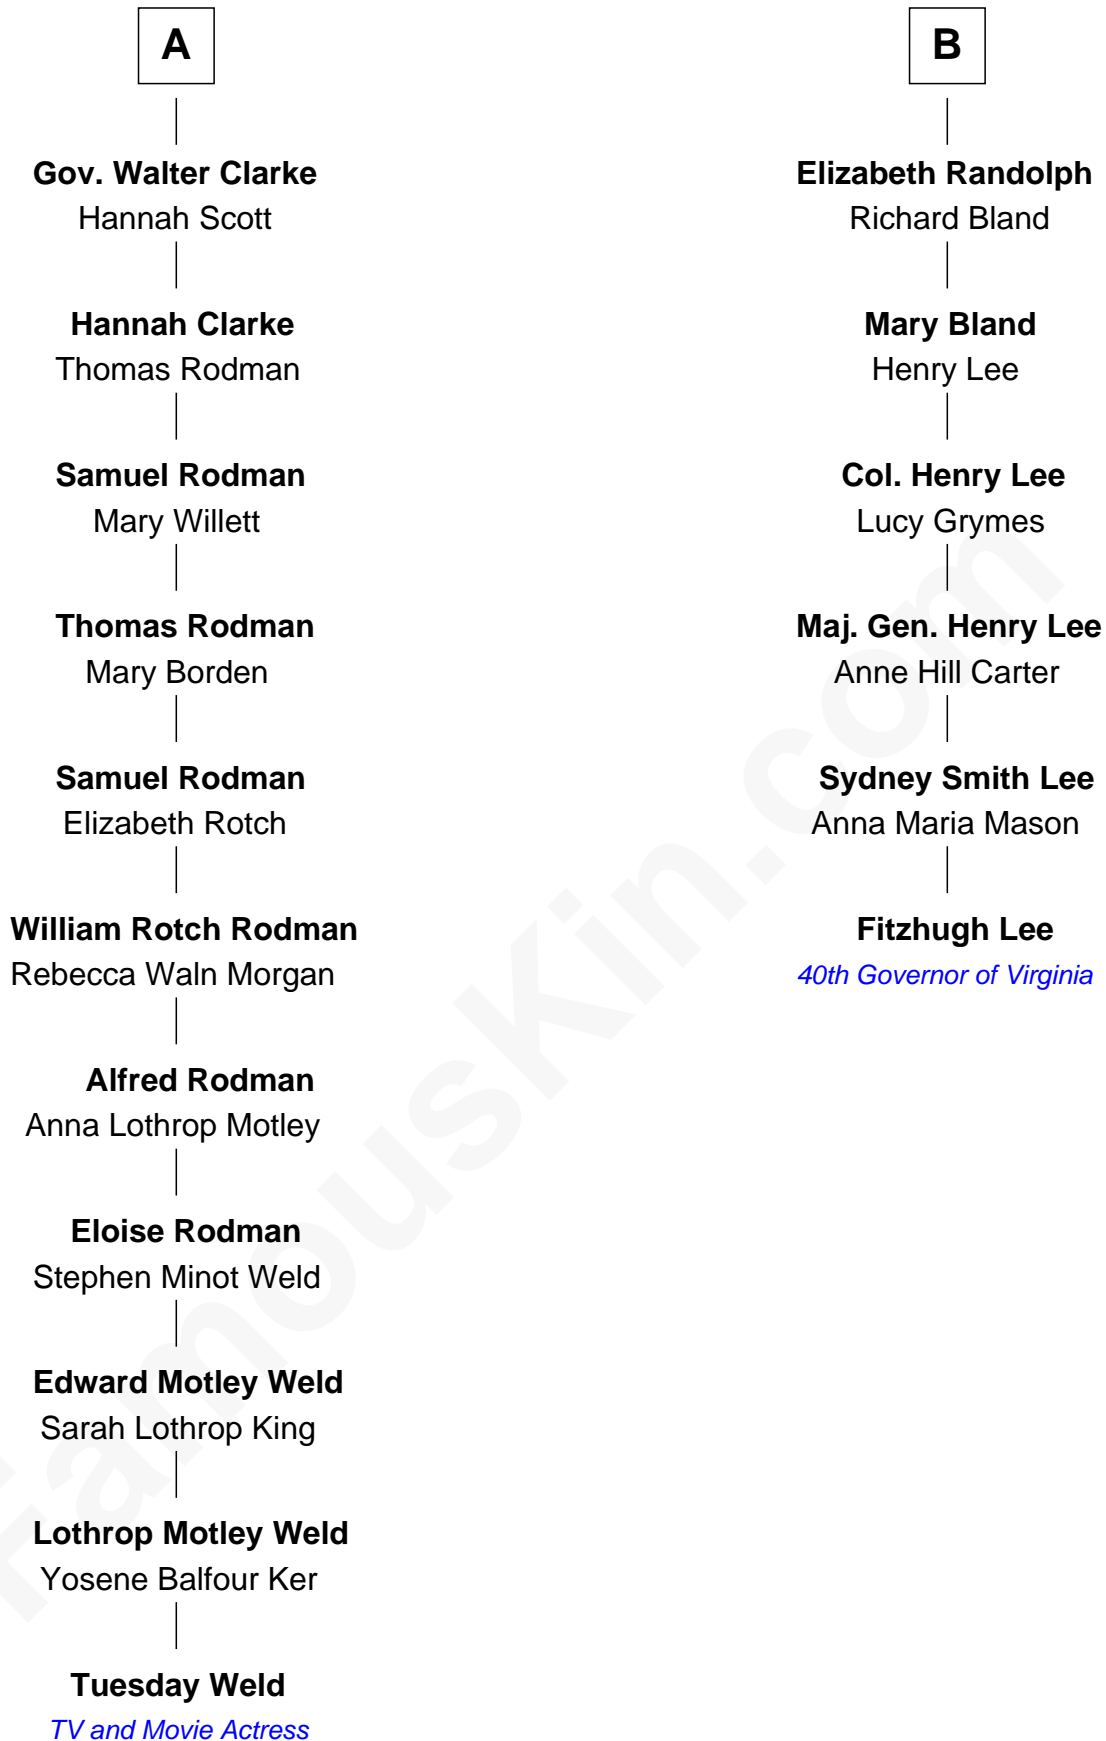 A
Gov. Walter Clarke
Hannah Scott
Hannah Clarke
Thomas Rodman
Samuel Rodman
Mary Willett
Thomas Rodman
Mary Borden
Samuel Rodman
Elizabeth Rotch
William Rotch Rodman
Rebecca Waln Morgan
Alfred Rodman
Anna Lothrop Motley
Eloise Rodman
Stephen Minot Weld
Edward Motley Weld
Sarah Lothrop King
Lothrop Motley Weld
Yosene Balfour Ker
Tuesday Weld
TV and Movie Actress
B
Elizabeth Randolph
Richard Bland
Mary Bland
Henry Lee
Col. Henry Lee
Lucy Grymes
Maj. Gen. Henry Lee
Anne Hill Carter
Sydney Smith Lee
Anna Maria Mason
Fitzhugh Lee
40th Governor of Virginia
FamousKin.com